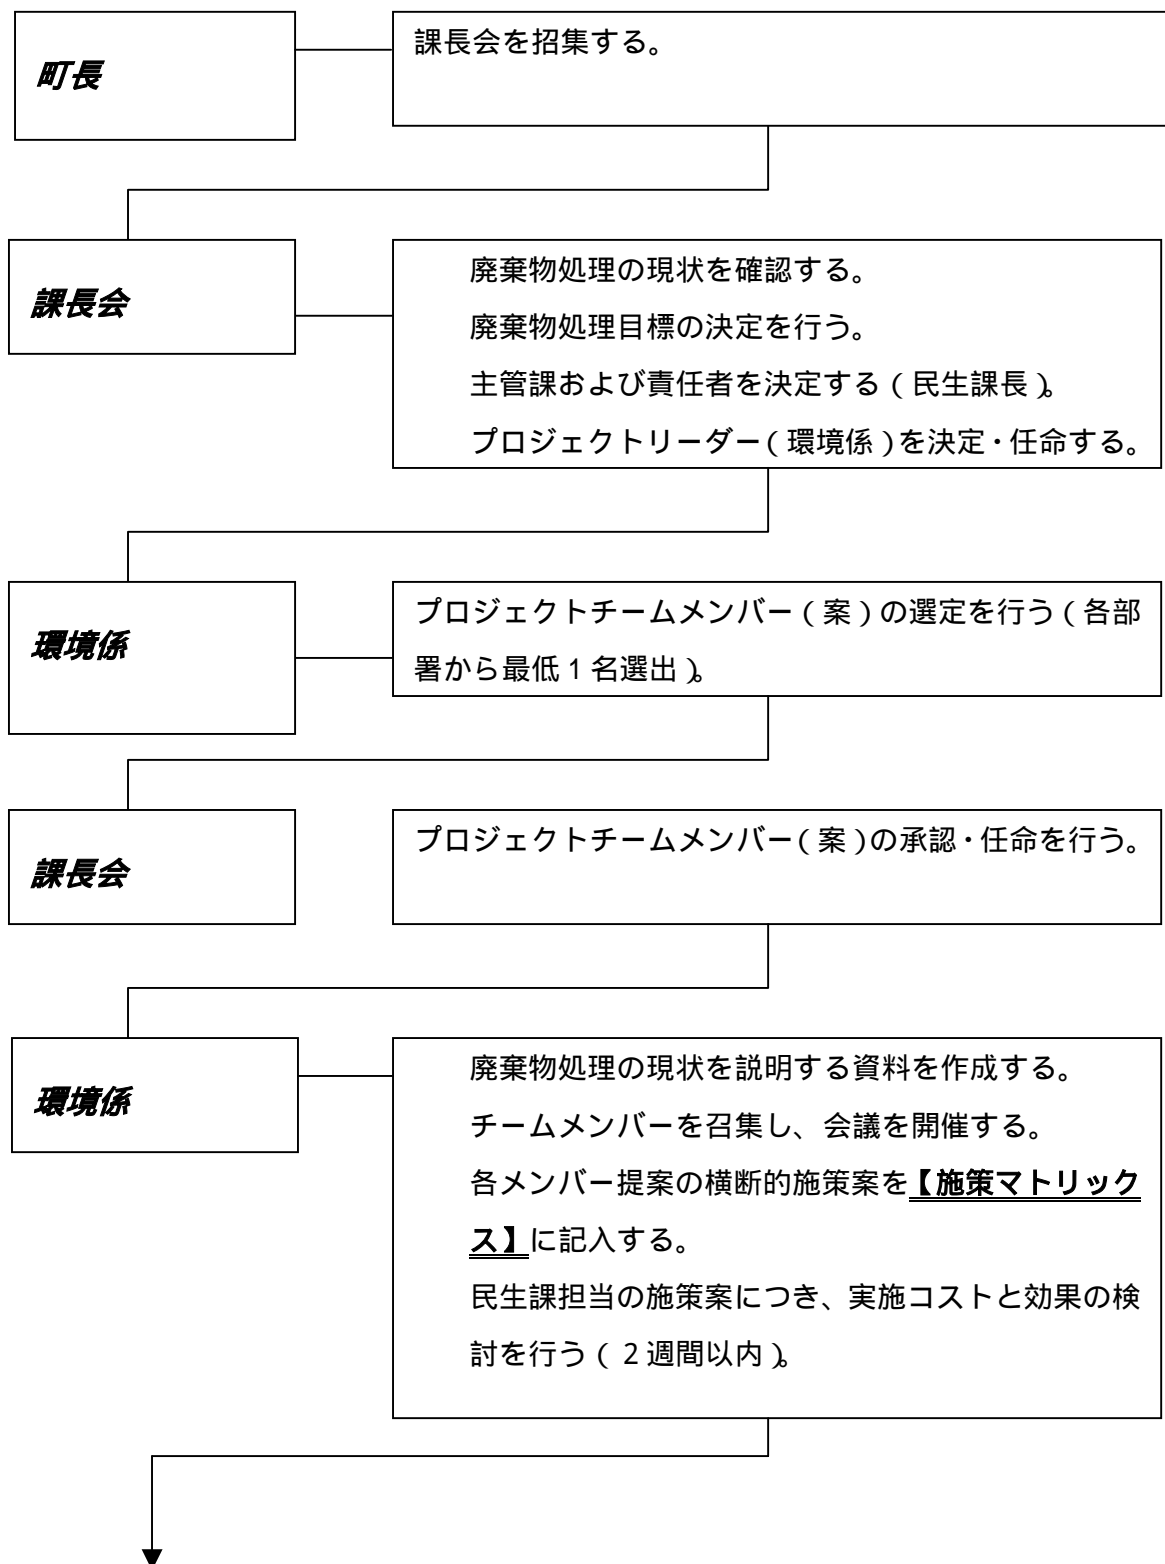 町長
課長会を招集する。
課長会
廃棄物処理の現状を確認する。
廃棄物処理目標の決定を行う。
主管課および責任者を決定する(民生課長)。
プロジェクトリーダー(環境係)を決定・任命する。
環境係
プロジェクトチームメンバー(案)の選定を行う(各部
署から最低1名選出)。
課長会
プロジェクトチームメンバー(案)の承認・任命を行う。
環境係
廃棄物処理の現状を説明する資料を作成する。
チームメンバーを召集し、会議を開催する。
各メンバー提案の横断的施策案を【施策マトリック
ス】に記入する。
民生課担当の施策案につき、実施コストと効果の検
討を行う(2週間以内)。